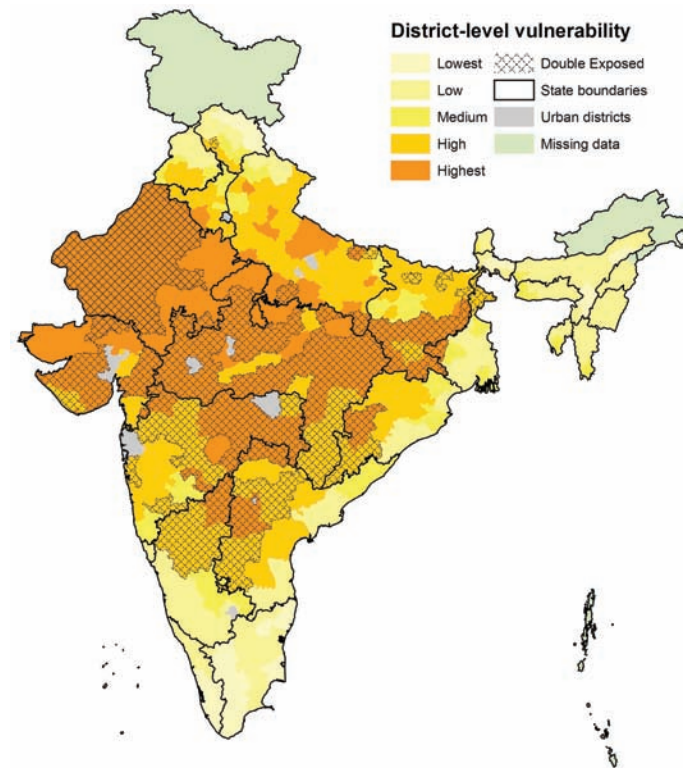 District-level vulnerability
Lowest
Double Exposed
Low
State boundaries
Medium
Urban districts
High
Missing data
Highest